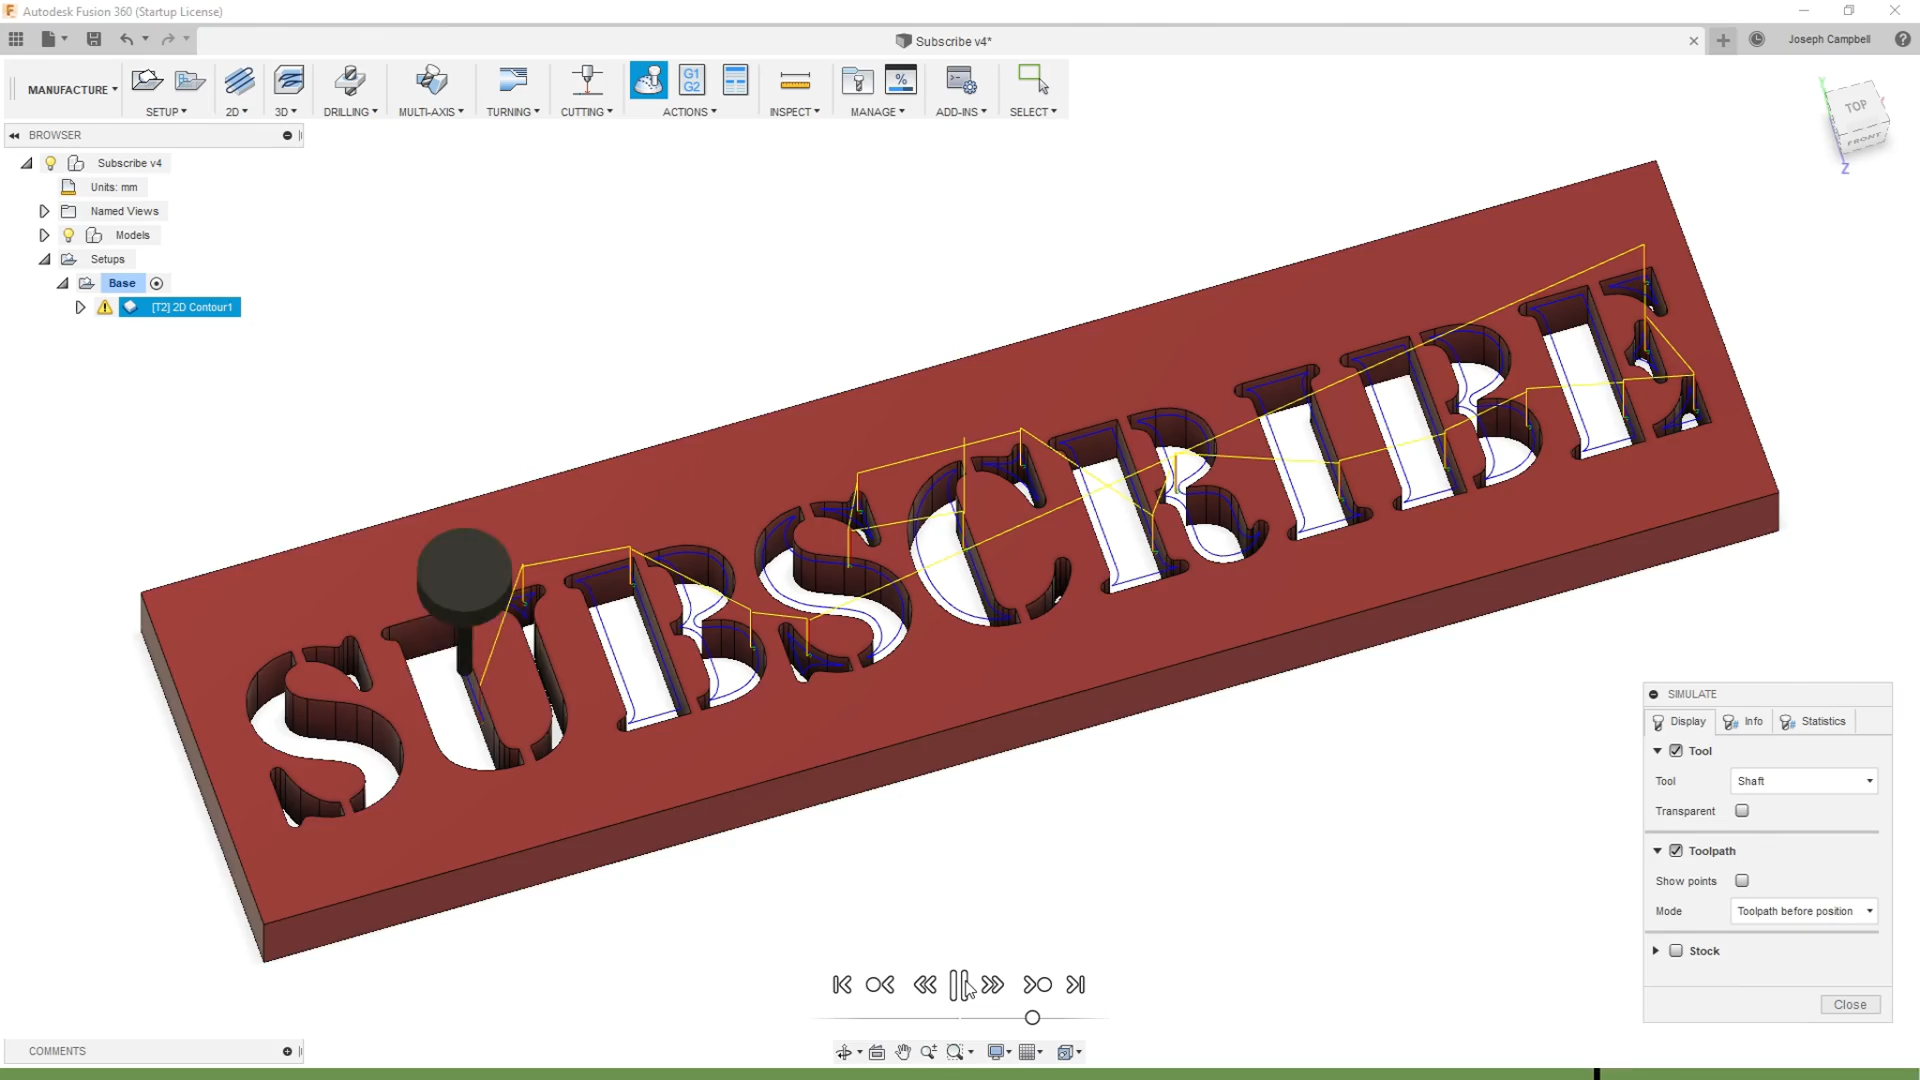 Autodesk Fusion 360 (Startup License)
Subscribe v4*
Joseph Campbell
MANUFACTURE
G1
G2
%
SETUP
2D
3D
DRILLING
MULTI-AXIS
TURNING
CUTTING
ACTIONS
INSPECT
MANAGE
ADD-INS
SELECT
TOP
FRONT
Y
Z
BROWSER
Subscribe v4
Units: mm
Named Views
Models
Setups
Base
[T2] 2D Contour1
SUBSCRIBE
SIMULATE
Display
Info
Statistics
Tool
Tool
Shaft
Transparent
Toolpath
Show points
Mode
Toolpath before position
Stock
Close
COMMENTS